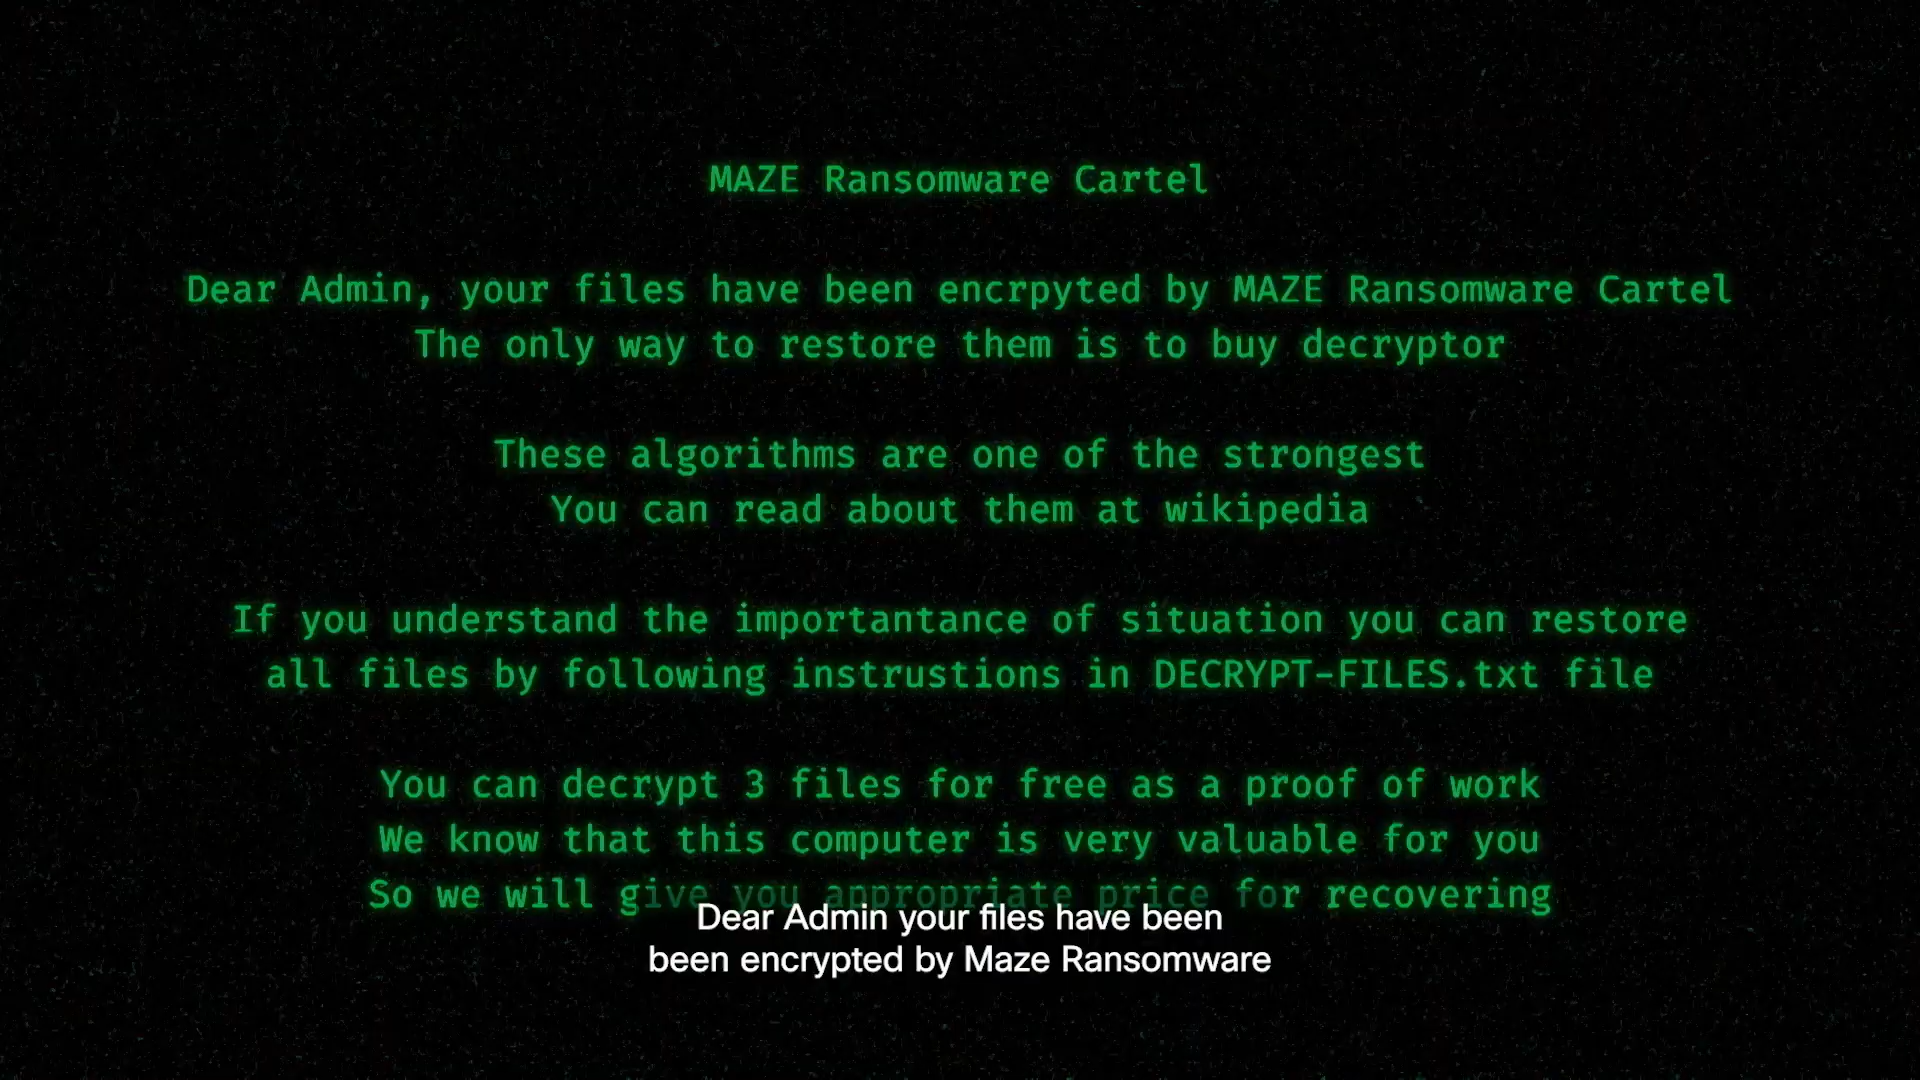 MAZE Ransomware Cartel
Dear Admin, your files have been encrpyted by MAZE Ransomware Cartel
The only way to restore them is to buy decryptor
These algorithms are one of the strongest
You can read about them at wikipedia
If you understand the importantance of situation you can restore
all files by following instrustions in DECRYPT-FILES.txt file
You can decrypt 3 files for free as a proof of work
We know that this computer is very valuable for you
So we will give you appropriate price for recovering
Dear Admin your files have been
been encrypted by Maze Ransomware